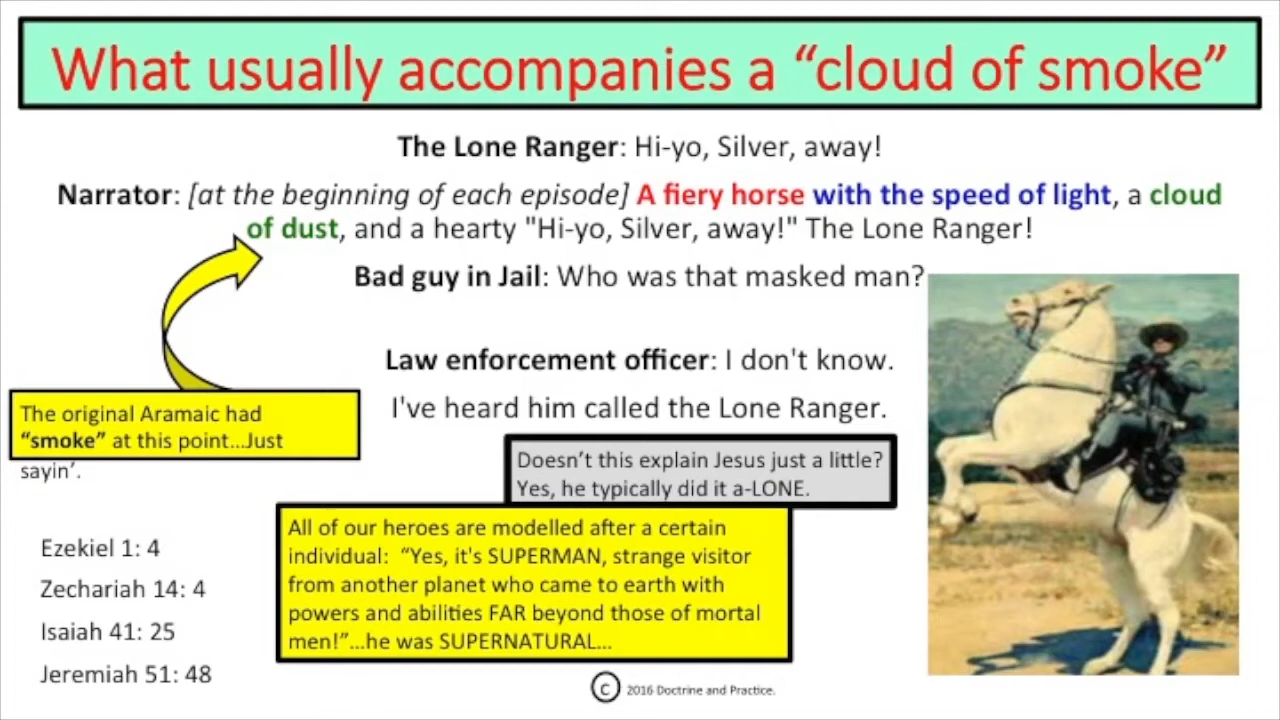 What usually accompanies a “cloud of smoke”
The Lone Ranger: Hi-yo, Silver, away!
Narrator: [at the beginning of each episode] A fiery horse with the speed of light, a cloud
of dust, and a hearty "Hi-yo, Silver, away!" The Lone Ranger!
Bad guy in Jail: Who was that masked man?
Law enforcement officer: I don't know.
I've heard him called the Lone Ranger.
The original Aramaic had
“smoke” at this point…Just
sayin’.
Doesn’t this explain Jesus just a little?
Yes, he typically did it a-LONE.
All of our heroes are modelled after a certain
individual:  “Yes, it's SUPERMAN, strange visitor
from another planet who came to earth with
powers and abilities FAR beyond those of mortal
men!”…he was SUPERNATURAL…
Ezekiel 1: 4
Zechariah 14: 4
Isaiah 41: 25
Jeremiah 51: 48
© 2016 Doctrine and Practice.